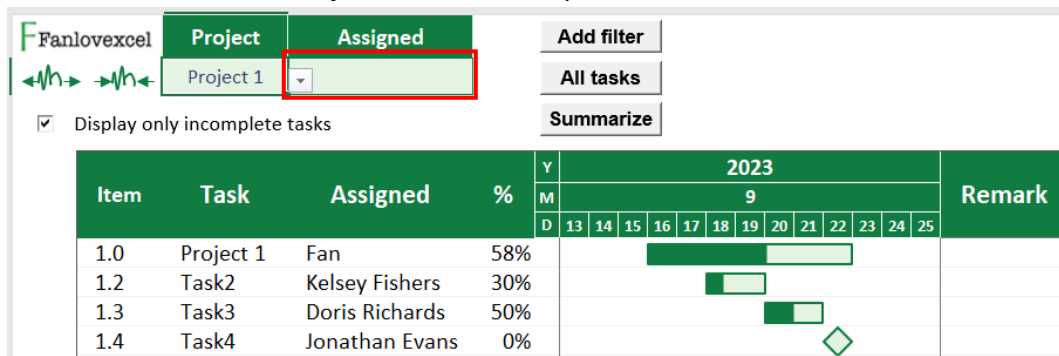 Fanlovexcel Project Assigned Add filter
Project 1 All tasks
Display only incomplete tasks Summarize
Item Task Assigned % Y 2023 Remark
M 9
D 13 14 15 16 17 18 19 20 21 22 23 24 25
1.0 Project 1 Fan 58%
1.2 Task2 Kelsey Fishers 30%
1.3 Task3 Doris Richards 50%
1.4 Task4 Jonathan Evans 0%